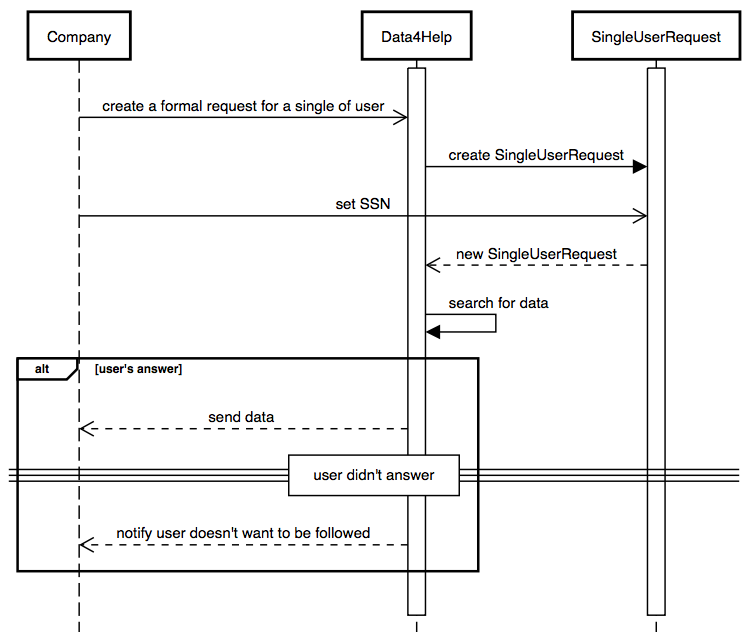 Company
Data4Help
SingleUserRequest
create a formal request for a single of user
create SingleUserRequest
set SSN
new SingleUserRequest
search for data
alt
[user's answer]
send data
user didn't answer
notify user doesn't want to be followed